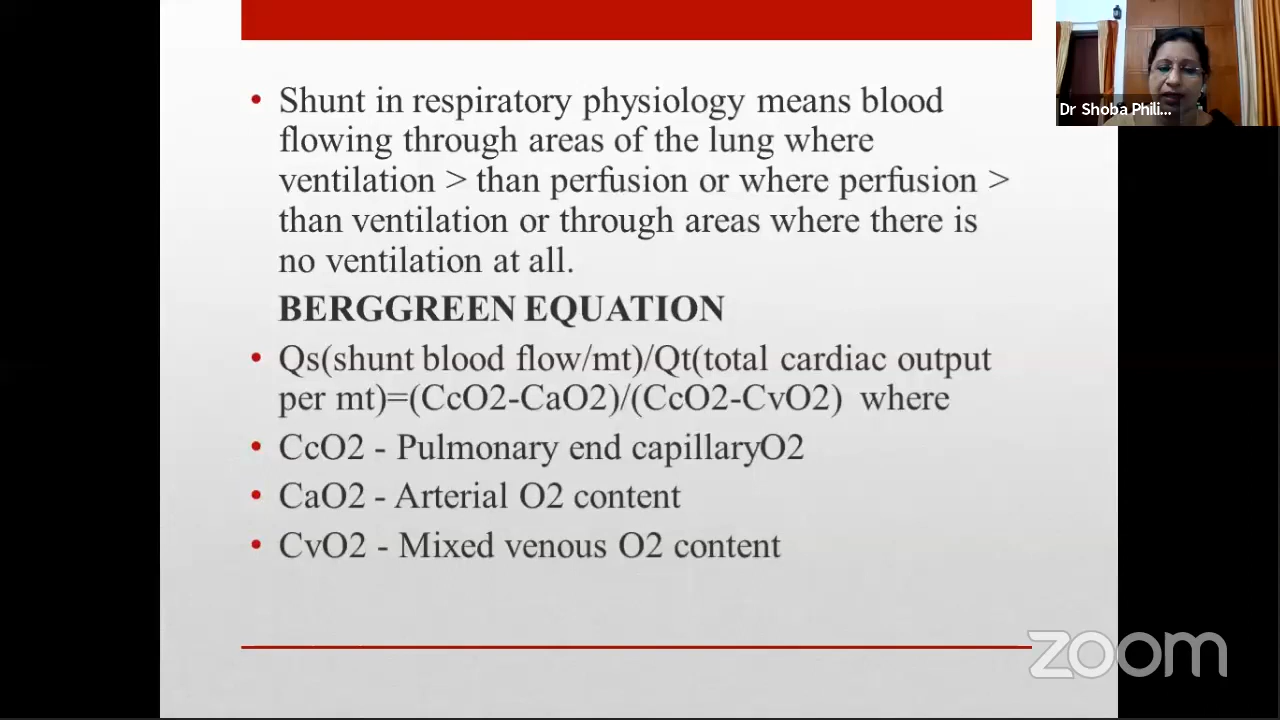 • Shunt in respiratory physiology means blood
flowing through areas of the lung where
ventilation > than perfusion or where perfusion >
than ventilation or through areas where there is
no ventilation at all.
BERGGREEN EQUATION
• Qs(shunt blood flow/mt)/Qt(total cardiac output
per mt)=(CcO2-CaO2)/(CcO2-CvO2) where
• CcO2 - Pulmonary end capillaryO2
• CaO2 - Arterial O2 content
• CvO2 - Mixed venous O2 content
Dr Shoba Phili...
zoom